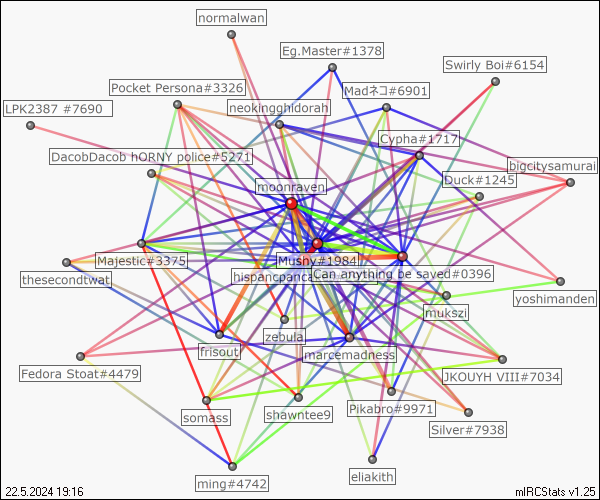 normalwan
Eg.Master#1378
Swirly Boi#6154
Pocket Persona#3326
Madネコ#6901
LPK2387 #7690
neokingghidorah
Cypha#1717
DacobDacob hORNY police#5271
bigcitysamurai
Duck#1245
moonraven
Majestic#3375
Mushy#1984
thesecondtwat
Can anything be saved#0396
yoshimanden
mukszi
zebula
frisout
marcemadness
Fedora Stoat#4479
JKOUYH VIII#7034
somass
shawntee9
Pikabro#9971
Silver#7938
eliakith
ming#4742
22.5.2024 19:16
mIRCStats v1.25